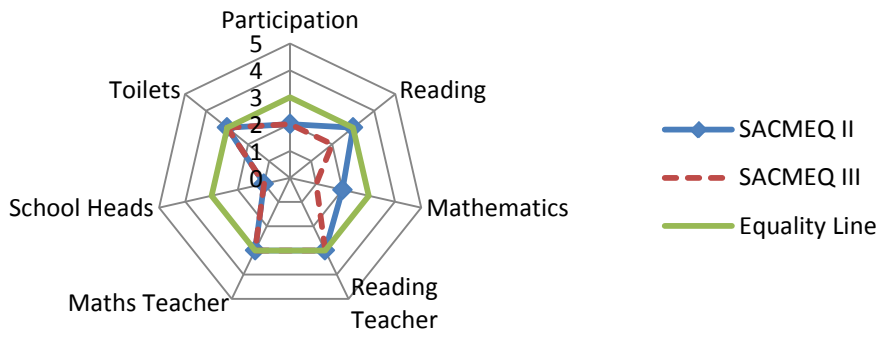 Participation
5
4
3
2
1
0
Toilets
Reading
School Heads
Mathematics
Maths Teacher
Reading
Teacher
SACMEQ II
SACMEQ III
Equality Line